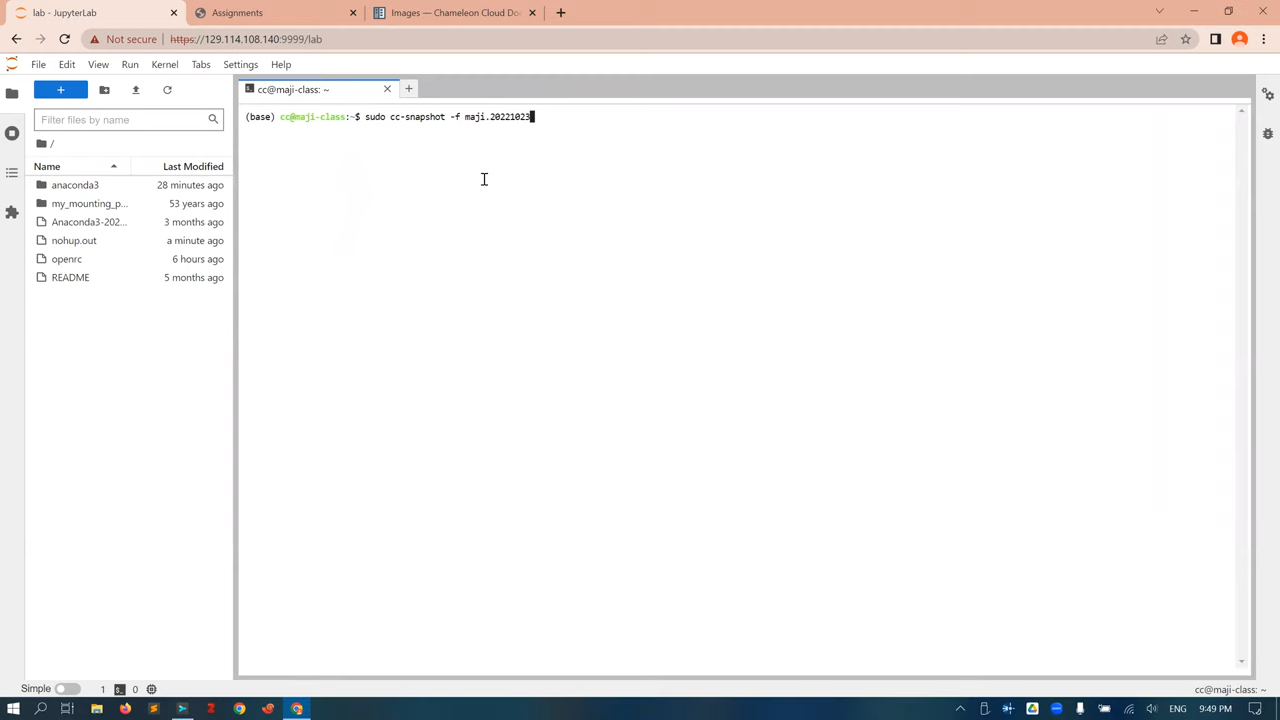 lab - JupyterLab
Assignments
Images — Chameleon Cloud Do
Not secure https://129.114.108.140:9999/lab
File Edit View Run Kernel Tabs Settings Help
cc@maji-class: ~
Filter files by name
(base) cc@maji-class:~$ sudo cc-snapshot -f maji.20221023
/
Name Last Modified
anaconda3 28 minutes ago
my_mounting_p... 53 years ago
Anaconda3-202... 3 months ago
nohup.out a minute ago
openrc 6 hours ago
README 5 months ago
Simple 1 0 cc@maji-class: ~
ENG 9:49 PM